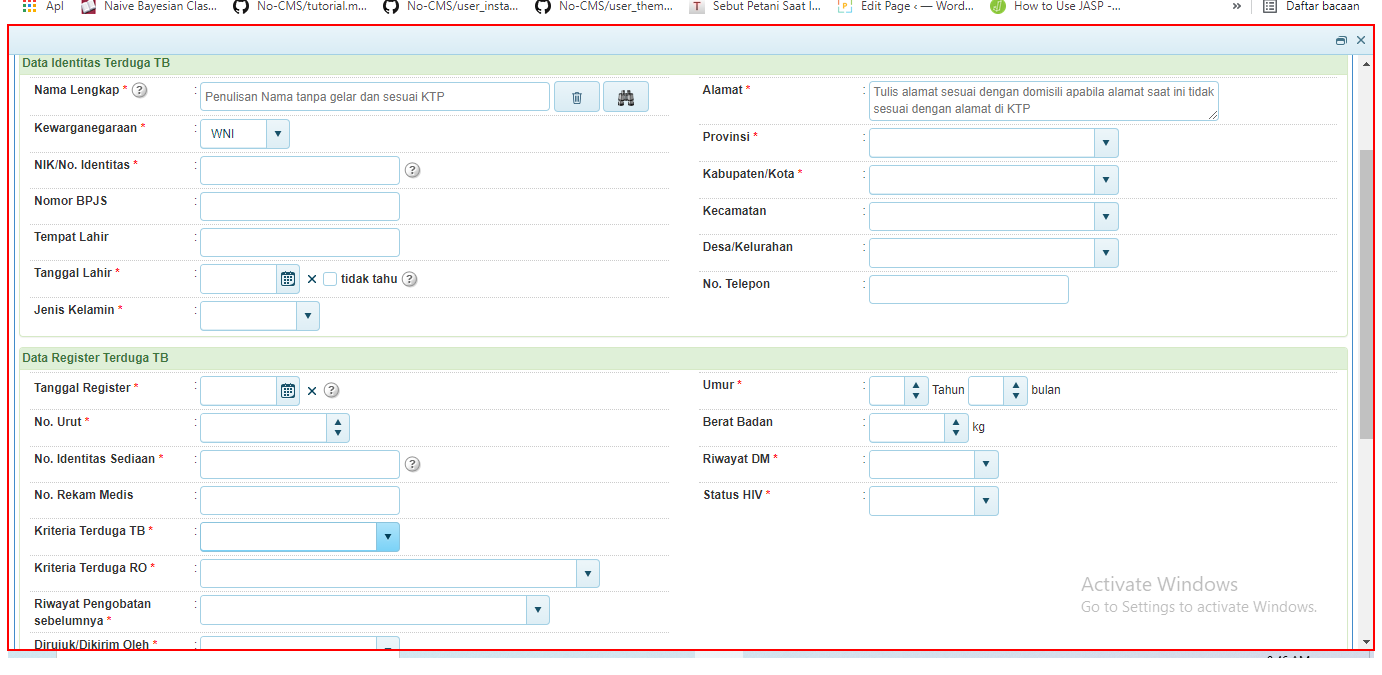 Apl
Naive Bayesian Clas...
No-CMS/tutorial.m...
No-CMS/user_insta...
No-CMS/user_them...
T
Sebut Petani Saat I...
Edit Page ‹ — Word...
How to Use JASP -...
»
Daftar bacaan
Data Identitas Terduga TB
Nama Lengkap * ? : Penulisan Nama tanpa gelar dan sesuai KTP
Kewarganegaraan * : WNI
NIK/No. Identitas * : ?
Nomor BPJS :
Tempat Lahir :
Tanggal Lahir * : × tidak tahu ?
Jenis Kelamin * :
Alamat * : Tulis alamat sesuai dengan domisili apabila alamat saat ini tidak
sesuai dengan alamat di KTP
Provinsi * :
Kabupaten/Kota * :
Kecamatan :
Desa/Kelurahan :
No. Telepon :
Data Register Terduga TB
Tanggal Register * : × ?
No. Urut * :
No. Identitas Sediaan * : ?
No. Rekam Medis :
Kriteria Terduga TB * :
Kriteria Terduga RO * :
Riwayat Pengobatan :
sebelumnya *
Dirujuk/Dikirim Oleh * :
Umur * : Tahun bulan
Berat Badan : kg
Riwayat DM * :
Status HIV * :
Activate Windows
Go to Settings to activate Windows.